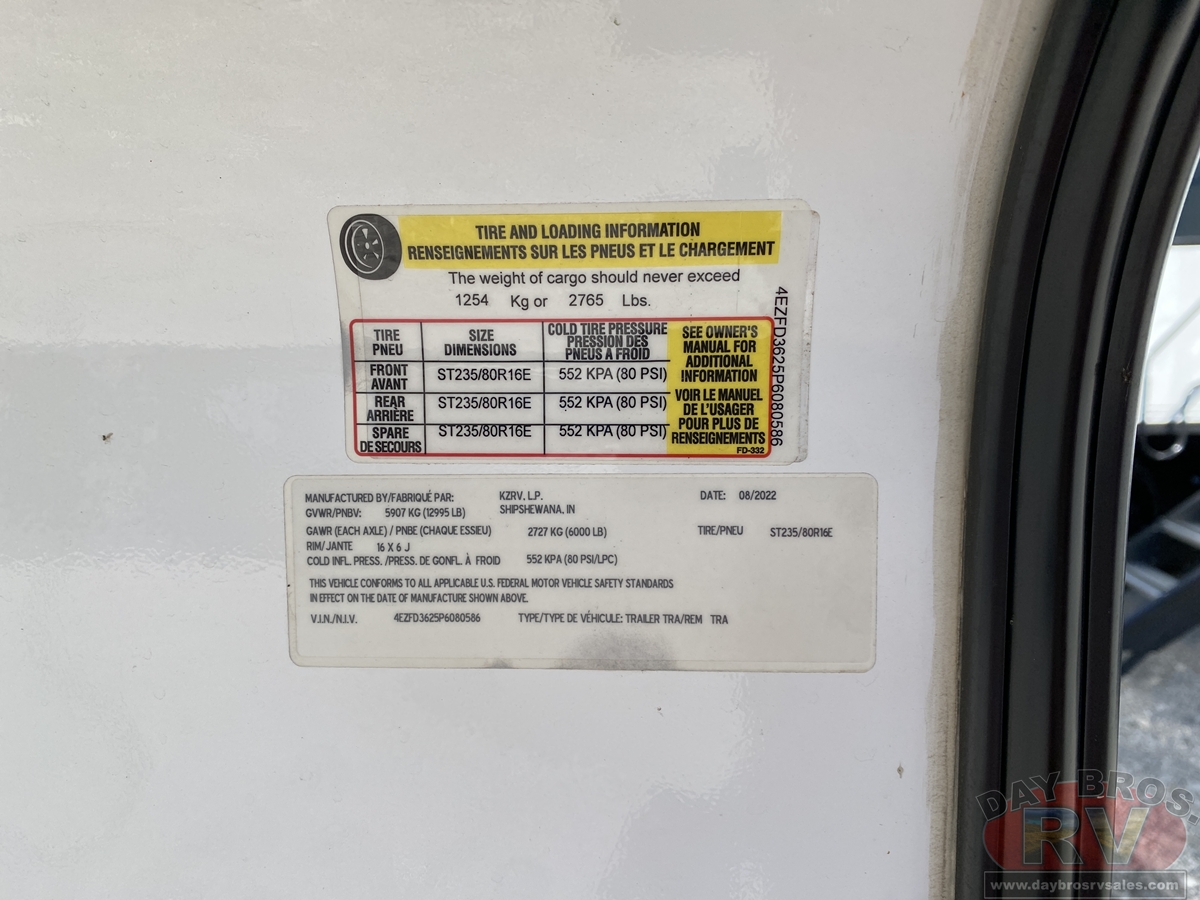 TIRE AND LOADING INFORMATION
RENSEIGNEMENTS SUR LES PNEUS ET LE CHARGEMENT
The weight of cargo should never exceed
1254 Kg or 2765 Lbs.
TIRE PNEU SIZE DIMENSIONS COLD TIRE PRESSURE PRESSION DES PNEUS A FROID
FRONT AVANT ST235/80R16E 552 KPA (80 PSI)
REAR ARRIÈRE ST235/80R16E 552 KPA (80 PSI)
SPARE DE SECOURS ST235/80R16E 552 KPA (80 PSI)
SEE OWNER'S
MANUAL FOR
ADDITIONAL
INFORMATION
VOIR LE MANUEL
DE L'USAGER
POUR PLUS DE
RENSEIGNEMENTS
FD-332
4EZFD3625P6080586
MANUFACTURED BY/FABRIQUÉ PAR: KZRV, L.P. DATE: 08/2022
GVWR/PNBV: 5907 KG (12995 LB) SHIPSHEWANA, IN
GAWR (EACH AXLE) / PNBE (CHAQUE ESSIEU) 2727 KG (6000 LB) TIRE/PNEU ST235/80R16E
RIM/JANTE 16 X 6 J
COLD INFL. PRESS. /PRESS. DE GONFL. À FROID 552 KPA (80 PSI/LPC)
THIS VEHICLE CONFORMS TO ALL APPLICABLE U.S. FEDERAL MOTOR VEHICLE SAFETY STANDARDS
IN EFFECT ON THE DATE OF MANUFACTURE SHOWN ABOVE.
V.I.N./N.I.V. 4EZFD3625P6080586 TYPE/TYPE DE VÉHICULE: TRAILER TRA/REM TRA
DAY BROS.
RV
www.daybrosrvsales.com